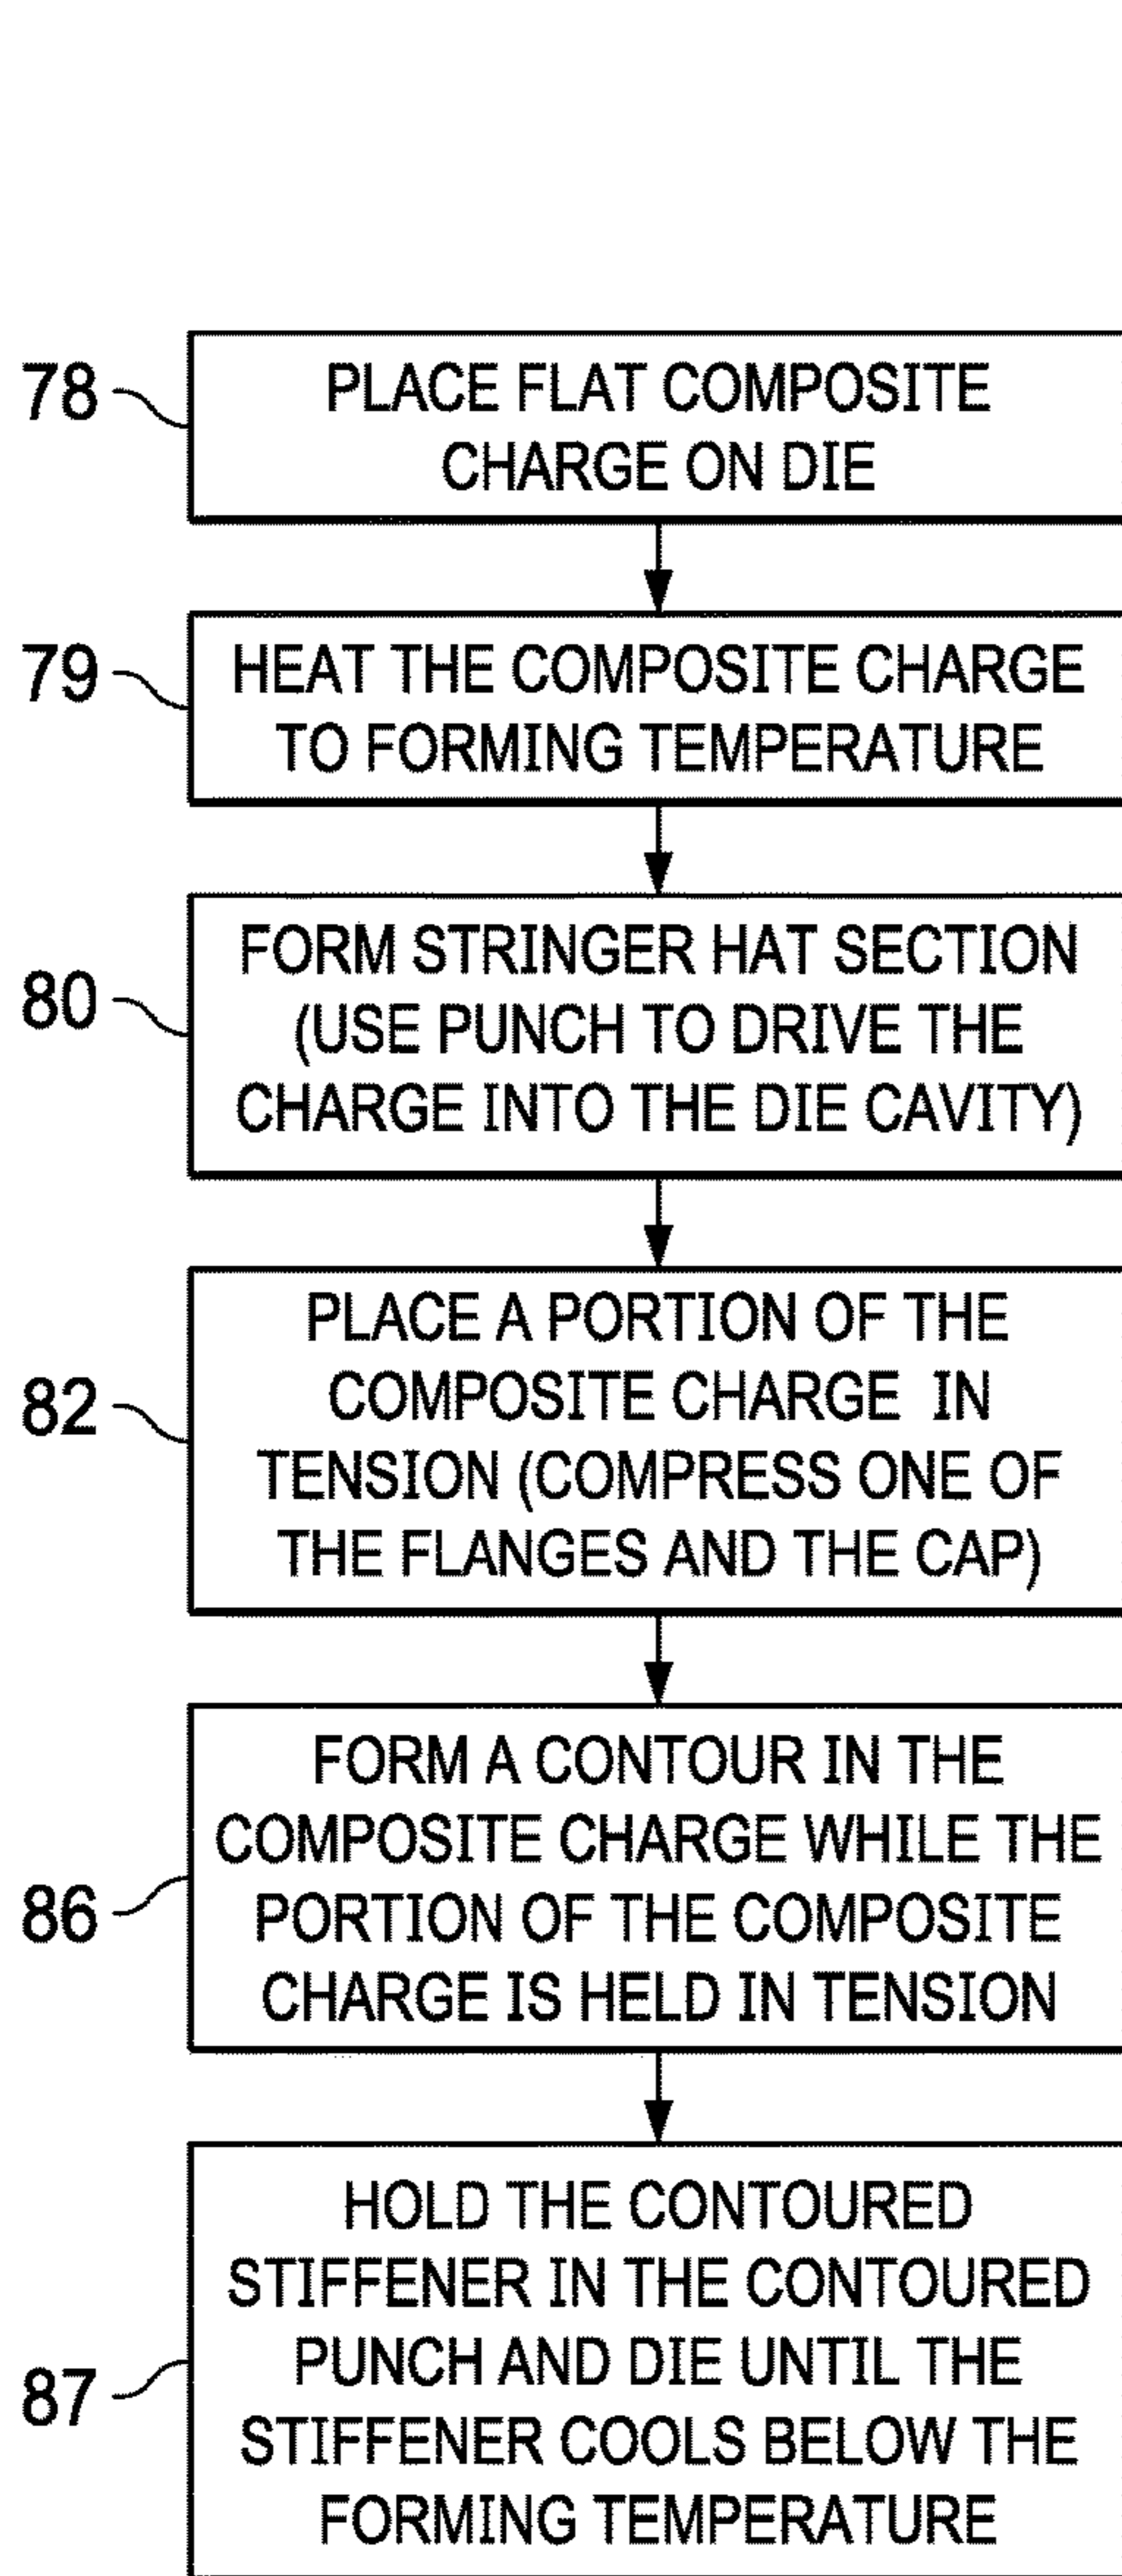 78
PLACE FLAT COMPOSITE
CHARGE ON DIE
79
HEAT THE COMPOSITE CHARGE
TO FORMING TEMPERATURE
80
FORM STRINGER HAT SECTION
(USE PUNCH TO DRIVE THE
CHARGE INTO THE DIE CAVITY)
82
PLACE A PORTION OF THE
COMPOSITE CHARGE IN
TENSION (COMPRESS ONE OF
THE FLANGES AND THE CAP)
86
FORM A CONTOUR IN THE
COMPOSITE CHARGE WHILE THE
PORTION OF THE COMPOSITE
CHARGE IS HELD IN TENSION
87
HOLD THE CONTOURED
STIFFENER IN THE CONTOURED
PUNCH AND DIE UNTIL THE
STIFFENER COOLS BELOW THE
FORMING TEMPERATURE